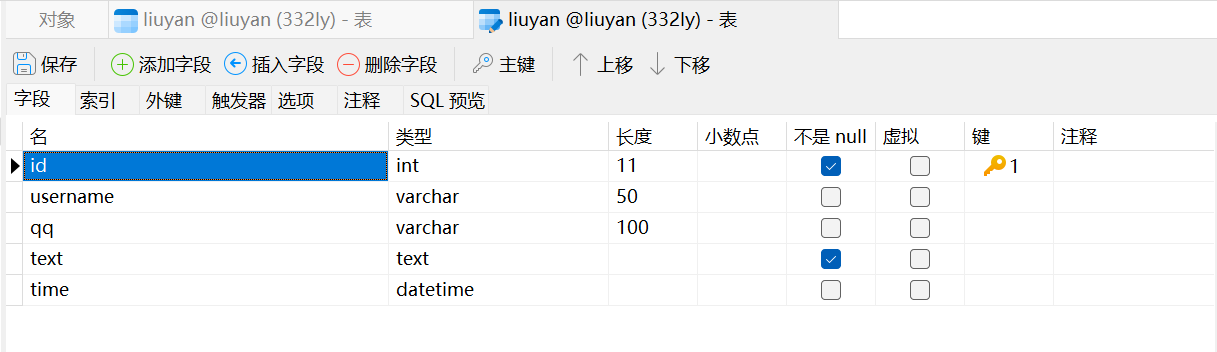 对象 liuyan @liuyan (332ly) - 表 liuyan @liuyan (332ly) - 表
保存 添加字段 插入字段 删除字段 主键 上移 下移
字段 索引 外键 触发器 选项 注释 SQL 预览
名 类型 长度 小数点 不是 null 虚拟 键 注释
id int 11 1
username varchar 50
qq varchar 100
text text
time datetime